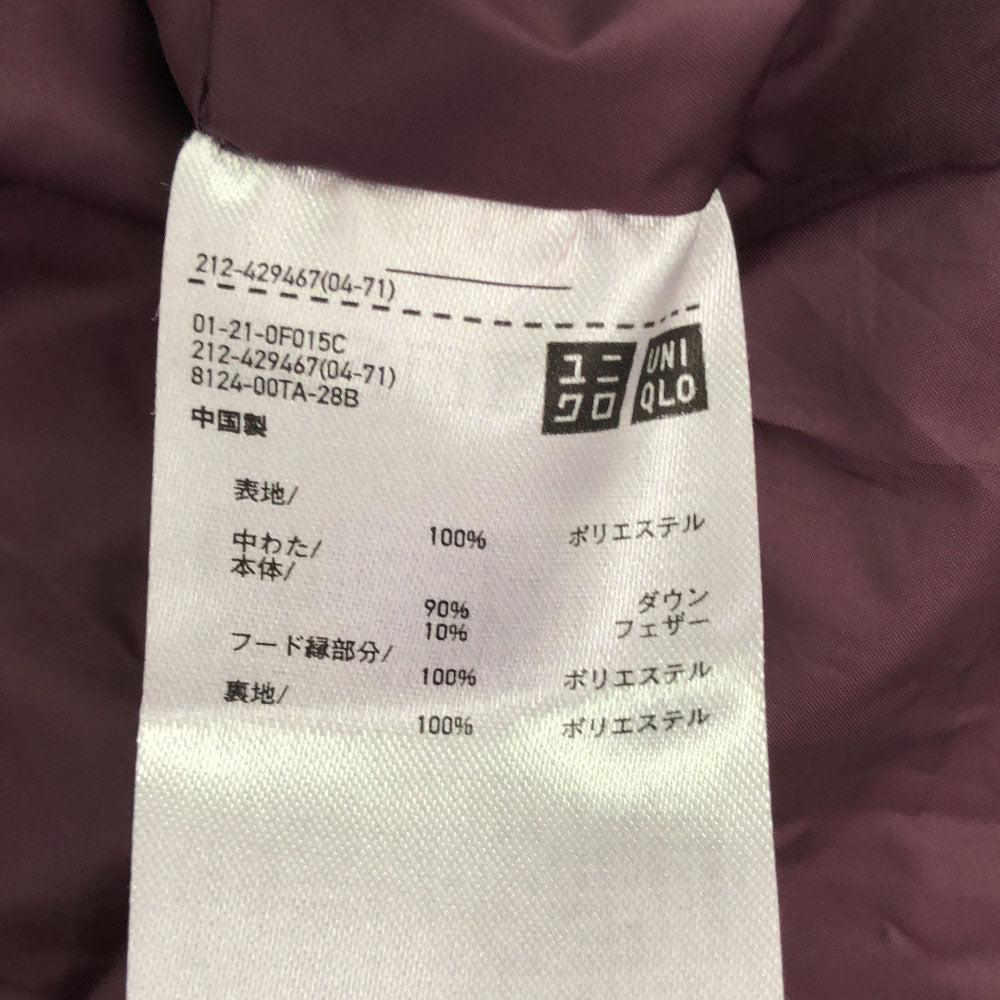 212-429467(04-71)
01-21-0F015C
212-429467(04-71)
8124-00TA-28B
中国製
ユニ
クロ
UNI
QLO
表地/
100% ポリエステル
中わた/
本体/
90% ダウン
10% フェザー
フード縁部分/
100% ポリエステル
裏地/
100% ポリエステル